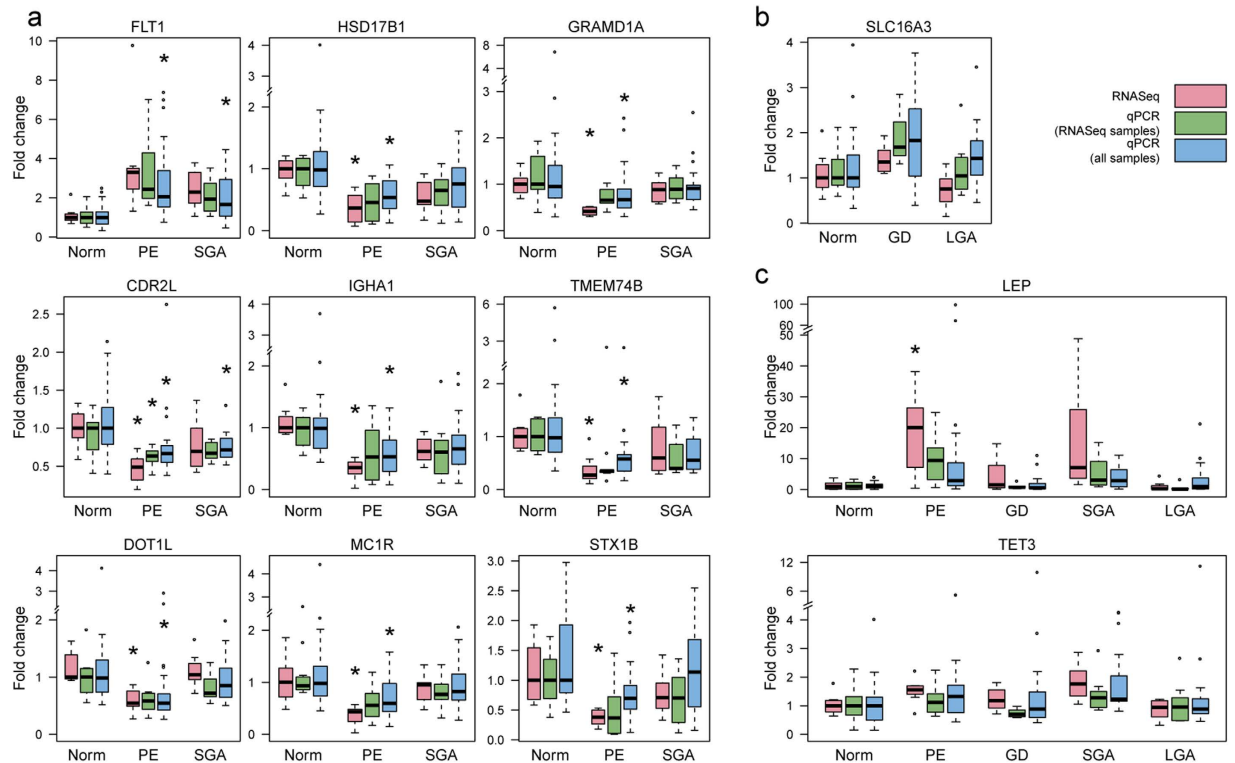 a
FLT1
HSD17B1
GRAMD1A
Fold change
0
2
4
6
8
10
*
*
Norm
PE
SGA
0
1
2
4
*
*
Norm
PE
SGA
0
1
2
6
8
*
*
Norm
PE
SGA
b
SLC16A3
Fold change
0
1
2
3
4
Norm
GD
LGA
RNASeq
qPCR
(RNASeq samples)
qPCR
(all samples)
CDR2L
IGHA1
TMEM74B
Fold change
0.5
1.0
1.5
2.0
2.5
*
*
*
*
Norm
PE
SGA
0
1
2
3
4
*
*
Norm
PE
SGA
0
1
2
3
6
*
*
Norm
PE
SGA
c
LEP
Fold change
0
10
20
30
50
60
100
*
Norm
PE
GD
SGA
LGA
DOT1L
MC1R
STX1B
Fold change
0
1
2
3
4
*
*
Norm
PE
SGA
0
1
2
3
4
*
*
Norm
PE
SGA
0.0
0.5
1.0
1.5
2.0
2.5
3.0
*
*
Norm
PE
SGA
TET3
Fold change
0
1
2
3
4
6
12
Norm
PE
GD
SGA
LGA